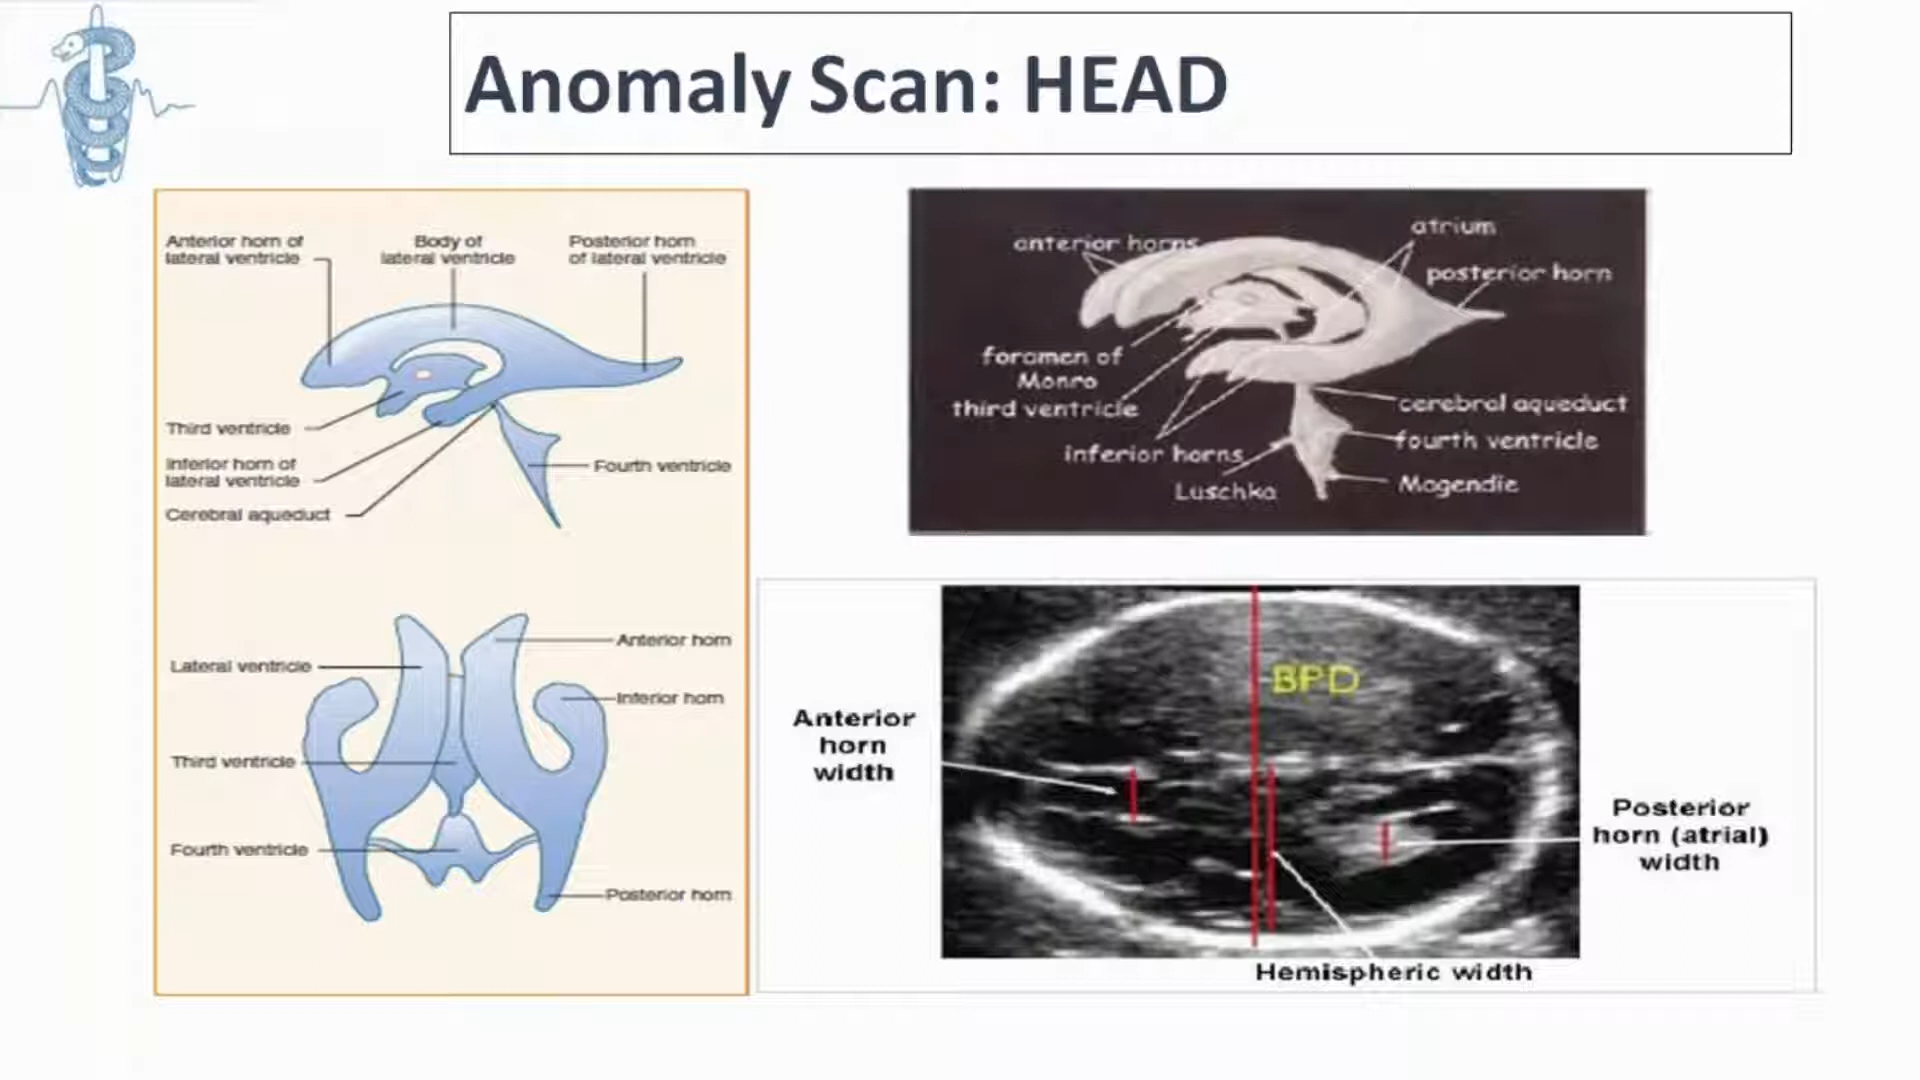 Anomaly Scan: HEAD
Anterior horn of
lateral ventricle
Body of
lateral ventricle
Posterior horn
of lateral ventricle
Third ventricle
Inferior horn of
lateral ventricle
Cerebral aqueduct
Fourth ventricle
Anterior horn
Lateral ventricle
Inferior horn
Third ventricle
Fourth ventricle
Posterior horn
anterior horns
atrium
posterior horn
foramen of
Monro
third ventricle
cerebral aqueduct
fourth ventricle
inferior horns
Luschka
Magendie
BPD
Anterior
horn
width
Posterior
horn (atrial)
width
Hemispheric width